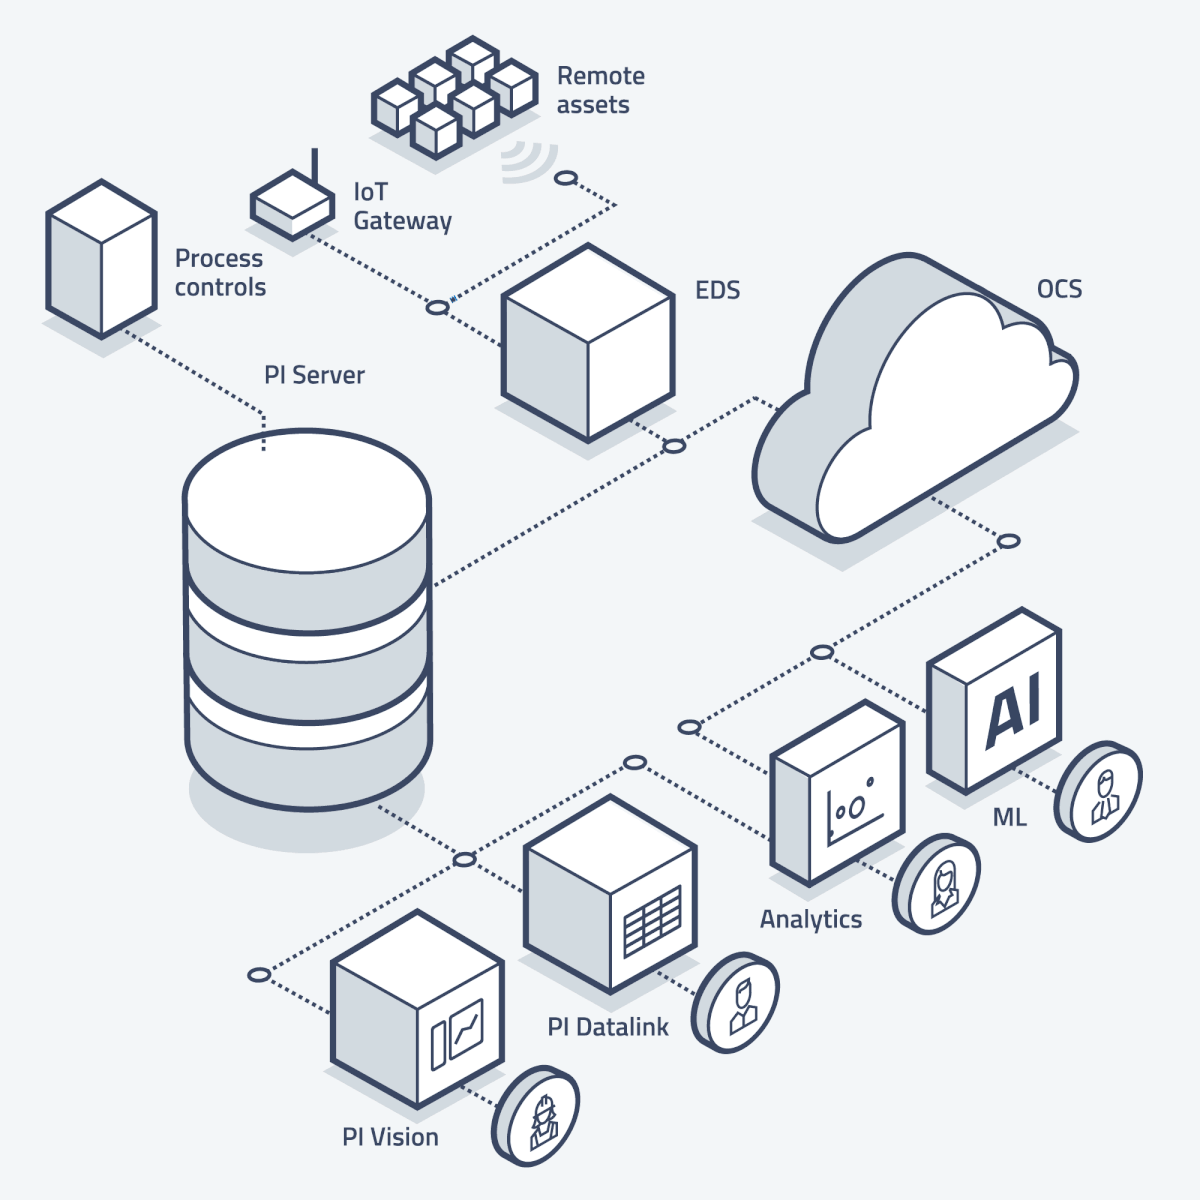 Remote
assets
IoT
Gateway
Process
controls
EDS
OCS
PI Server
AI
ML
Analytics
PI Datalink
PI Vision